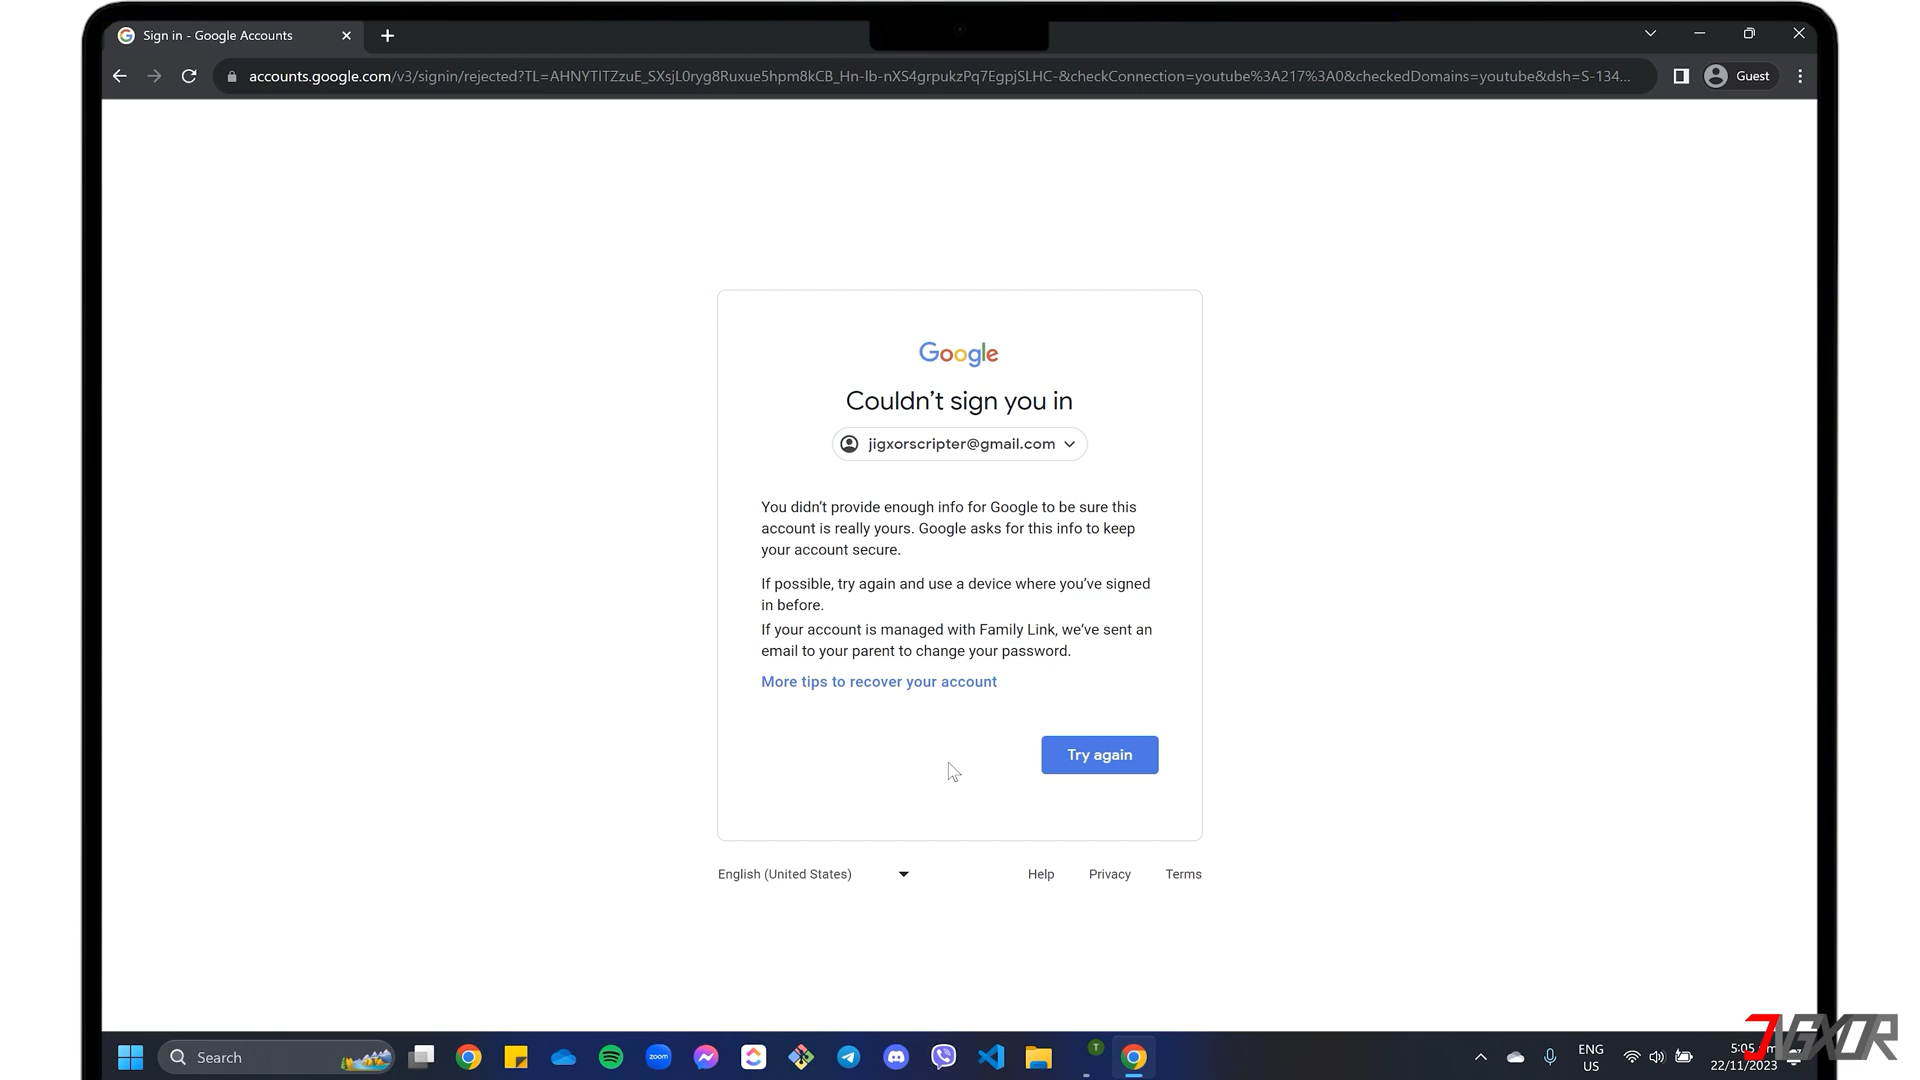 Sign in - Google Accounts
accounts.google.com/v3/signin/rejected?TL=AHNYTITZzuE_SXsjL0ryg8Ruxue5hpm8kCB_Hn-Ib-nXS4grpukzPq7EgpjSLHC-&checkConnection=youtube%3A217%3A0&checkedDomains=youtube&dsh=S-134...
Guest
Google
Couldn't sign you in
jigxorscripter@gmail.com
You didn't provide enough info for Google to be sure this
account is really yours. Google asks for this info to keep
your account secure.
If possible, try again and use a device where you've signed
in before.
If your account is managed with Family Link, we've sent an
email to your parent to change your password.
More tips to recover your account
Try again
English (United States)
Help
Privacy
Terms
Search
zoom
T
ENG
US
5:05
22/11/2023
JIGXOR